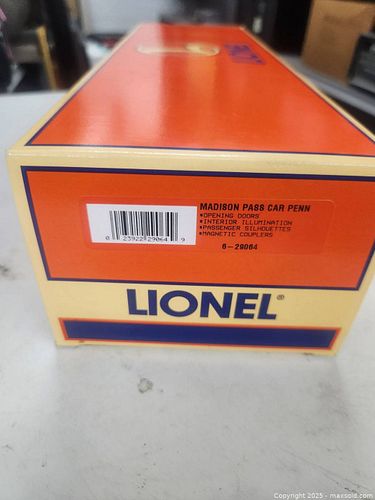 LIONEL
MADISON PASS CAR PENN
*OPENING DOORS
*INTERIOR ILLUMINATION
*PASSENGER SILHOUETTES
*MAGNETIC COUPLERS
0 23922 29064 9
6-29064
LIONEL®
Copyright 2025 - maxsold.com